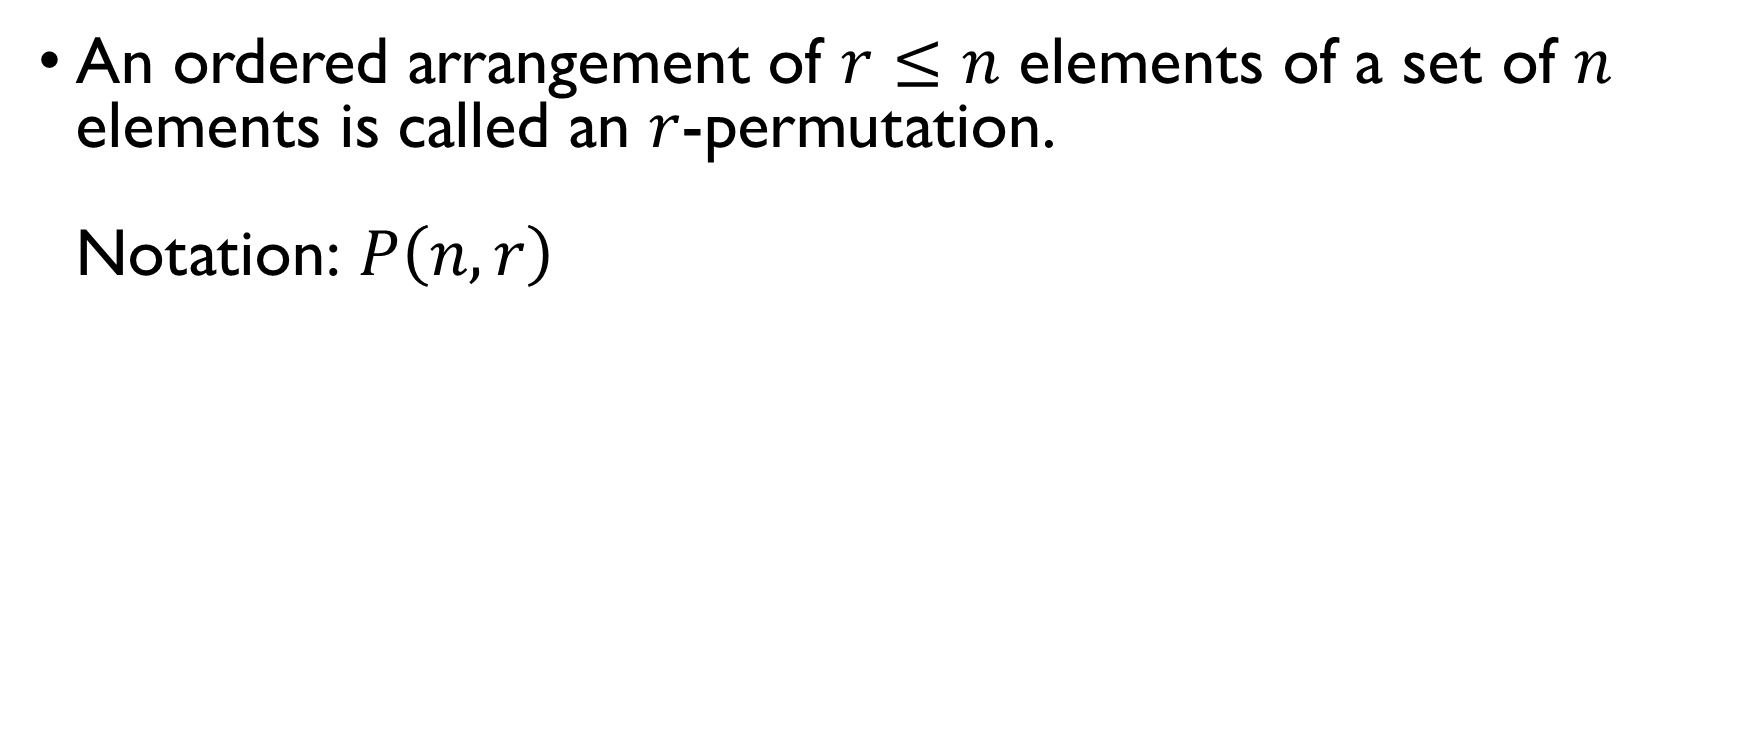 • An ordered arrangement of r ≤ n elements of a set of n
elements is called an r-permutation.
Notation: P(n, r)